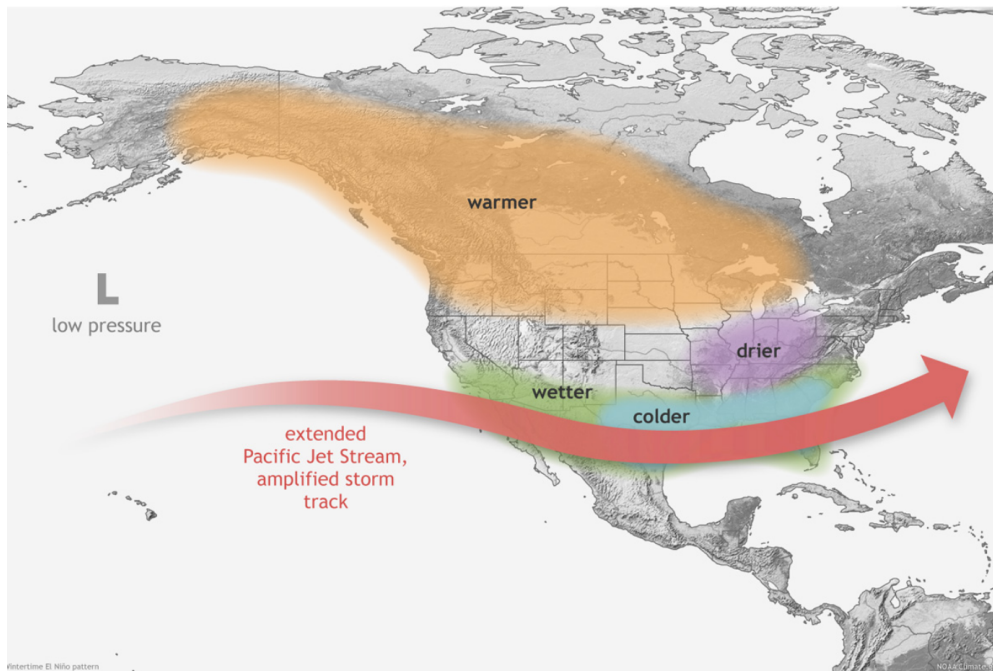 warmer
L
low pressure
drier
wetter
colder
extended
Pacific Jet Stream,
amplified storm
track
Wintertime El Niño pattern
NOAA Climate